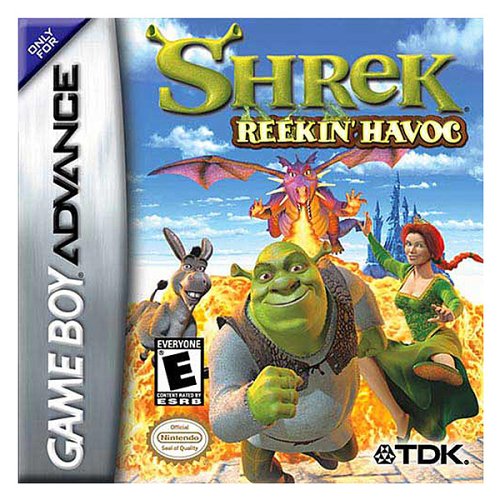 ONLY
FOR
GAME BOY ADVANCE
SHREK
REEKIN' HAVOC
EVERYONE
E
CONTENT RATED BY
ESRB
Official
Nintendo
Seal of Quality
TDK.